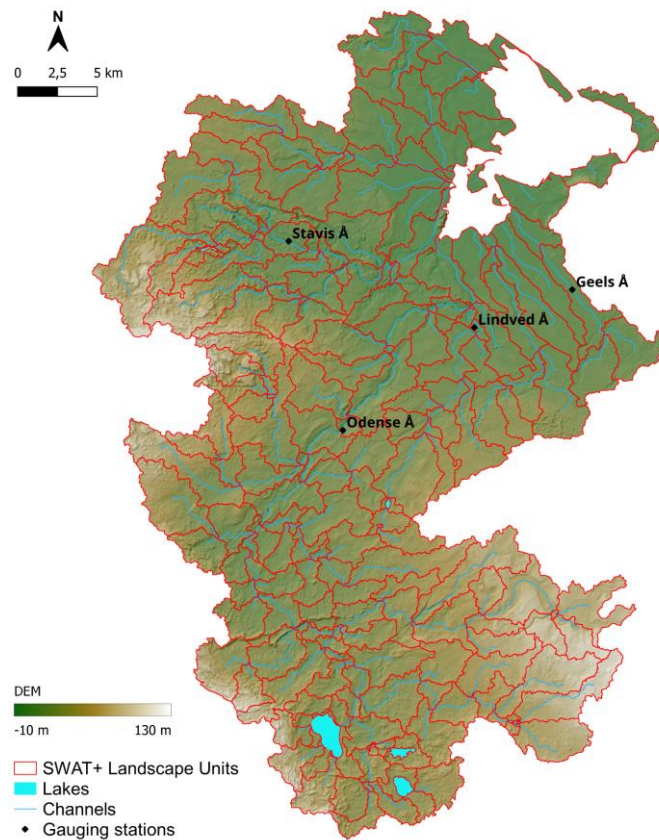 N
0 2,5 5 km
Stavis Å
Geels Å
Lindved Å
Odense Å
DEM
-10 m 130 m
SWAT+ Landscape Units
Lakes
Channels
Gauging stations